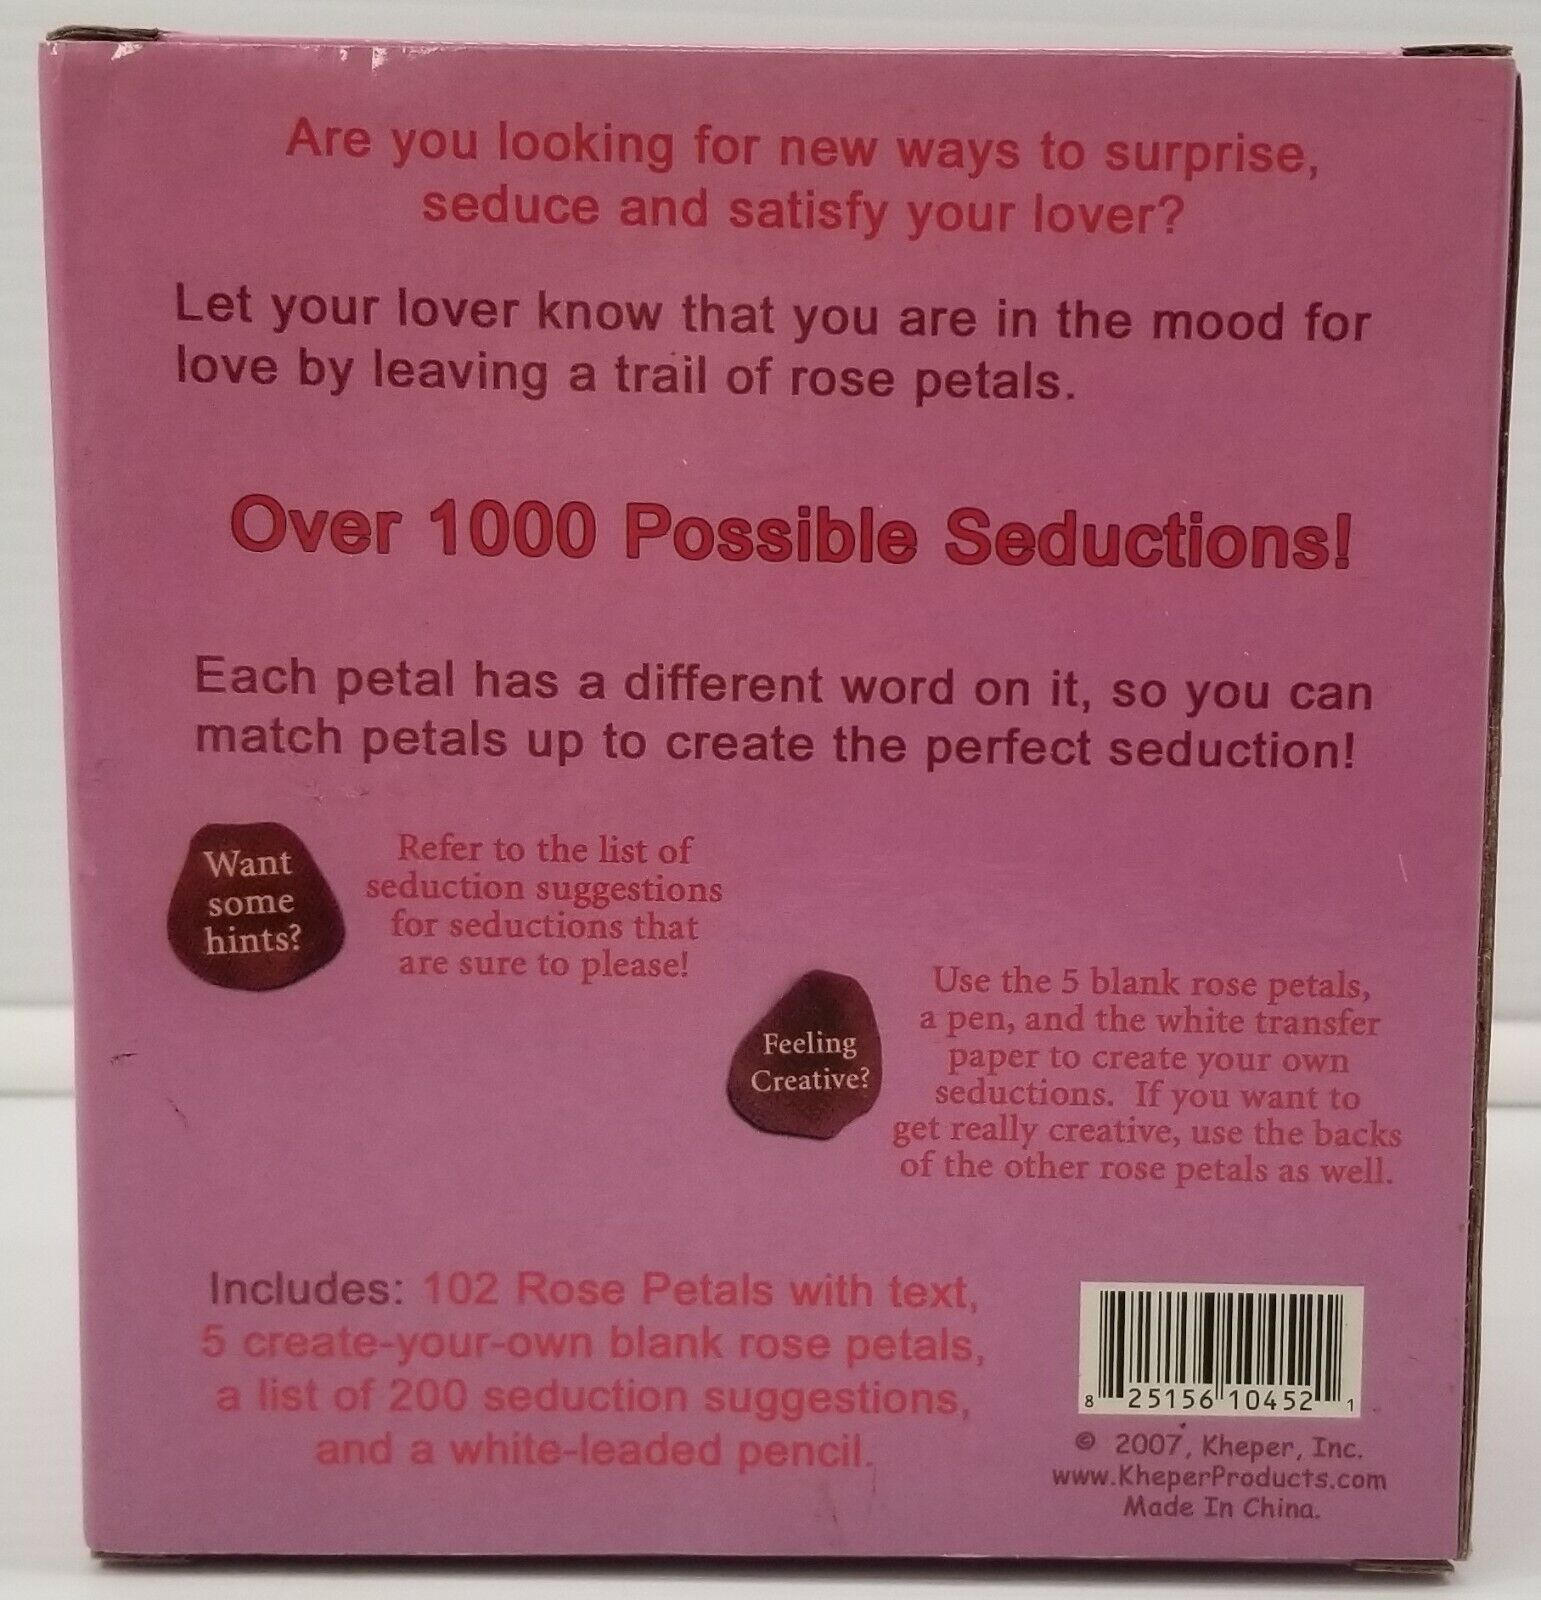 Are you looking for new ways to surprise,
seduce and satisfy your lover?
Let your lover know that you are in the mood for
love by leaving a trail of rose petals.
Over 1000 Possible Seductions!
Each petal has a different word on it, so you can
match petals up to create the perfect seduction!
Want
some
hints?
Refer to the list of
seduction suggestions
for seductions that
are sure to please!
Feeling
Creative?
Use the 5 blank rose petals,
a pen, and the white transfer
paper to create your own
seductions. If you want to
get really creative, use the backs
of the other rose petals as well.
Includes: 102 Rose Petals with text,
5 create-your-own blank rose petals,
a list of 200 seduction suggestions,
and a white-leaded pencil.
8 25156 10452 1
© 2007, Kheper, Inc.
www.KheperProducts.com
Made In China.